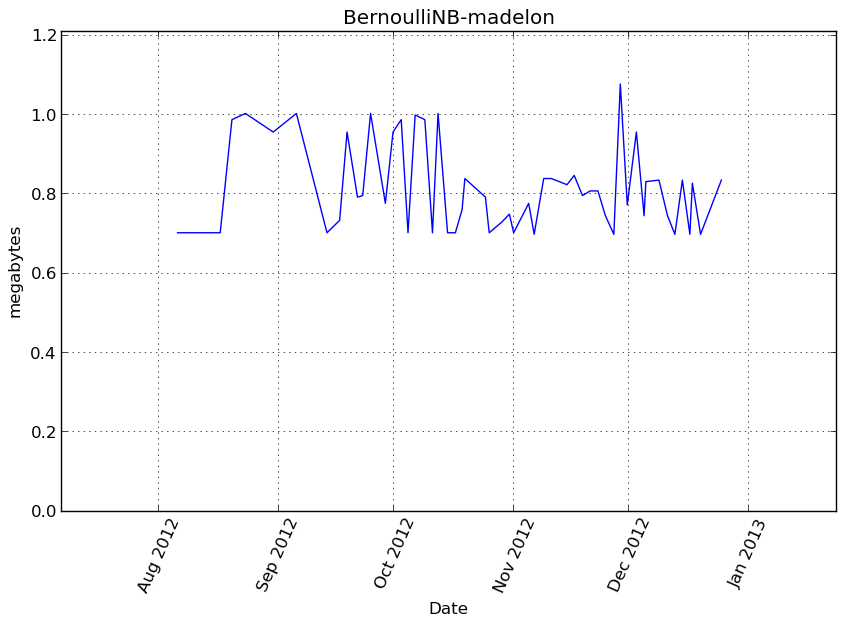 BernoulliNB-madelon
1.2
1.0
0.8
0.6
0.4
0.2
0.0
megabytes
Aug 2012
Sep 2012
Oct 2012
Nov 2012
Dec 2012
Jan 2013
Date